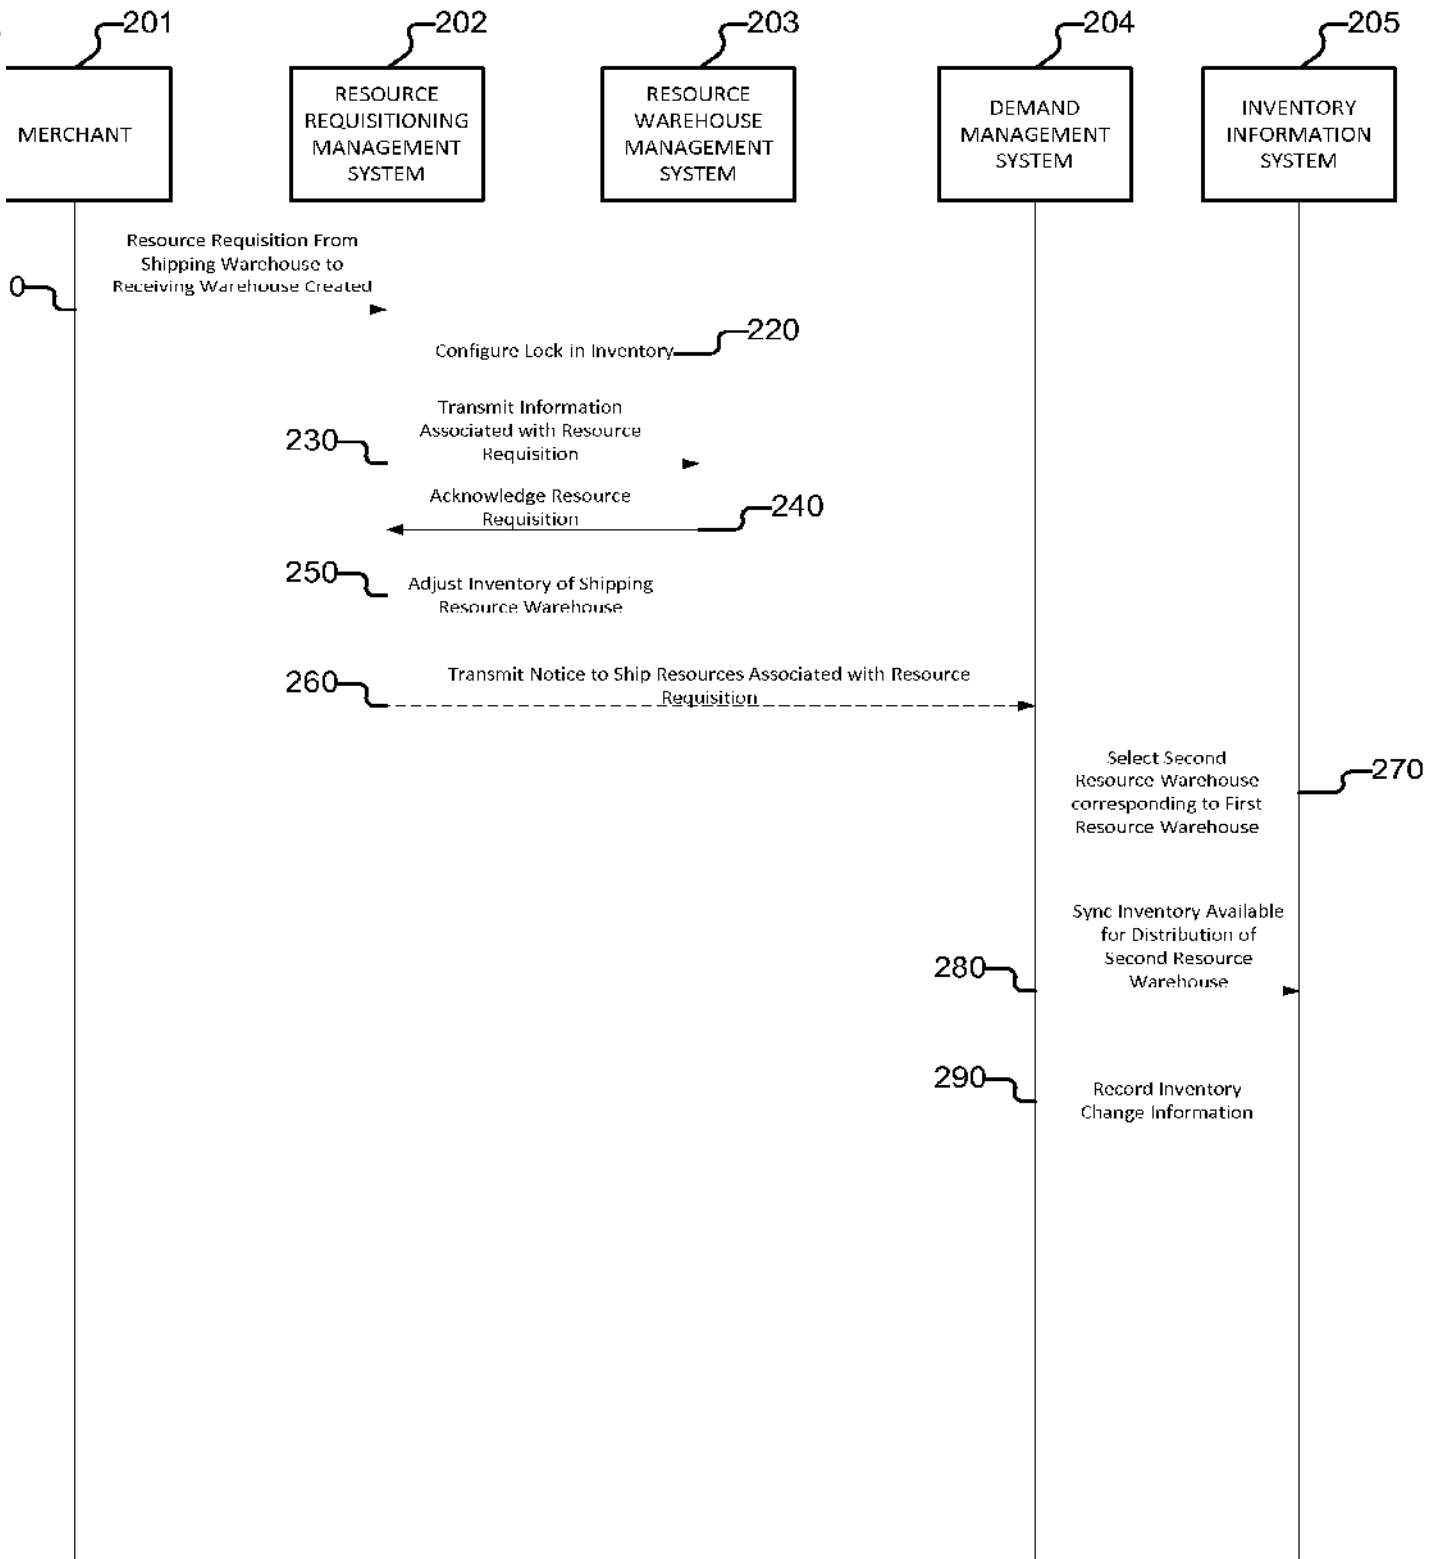 201
202
203
204
205
MERCHANT
RESOURCE
REQUISITIONING
MANAGEMENT
SYSTEM
RESOURCE
WAREHOUSE
MANAGEMENT
SYSTEM
DEMAND
MANAGEMENT
SYSTEM
INVENTORY
INFORMATION
SYSTEM
Resource Requisition From
Shipping Warehouse to
Receiving Warehouse Created
0
220
Configure Lock in Inventory
Transmit Information
Associated with Resource
Requisition
230
Acknowledge Resource
Requisition
240
250
Adjust Inventory of Shipping
Resource Warehouse
260
Transmit Notice to Ship Resources Associated with Resource
Requisition
Select Second
Resource Warehouse
corresponding to First
Resource Warehouse
270
Sync Inventory Available
for Distribution of
Second Resource
Warehouse
280
290
Record Inventory
Change Information